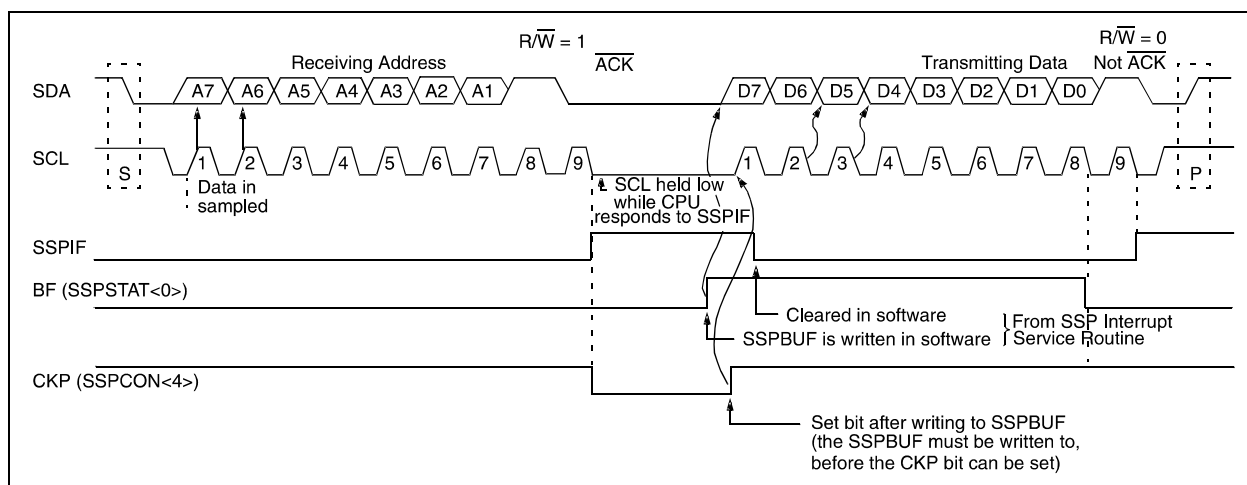 R/W = 1
ACK
R/W = 0
Receiving Address
Transmitting Data
Not ACK
SDA
A7 A6 A5 A4 A3 A2 A1
D7 D6 D5 D4 D3 D2 D1 D0
SCL
1 2 3 4 5 6 7 8 9
1 2 3 4 5 6 7 8 9
S
P
Data in
sampled
SCL held low
while CPU
responds to SSPIF
SSPIF
BF (SSPSTAT<0>)
Cleared in software
SSPBUF is written in software
From SSP Interrupt
Service Routine
CKP (SSPCON<4>)
Set bit after writing to SSPBUF
(the SSPBUF must be written to,
before the CKP bit can be set)